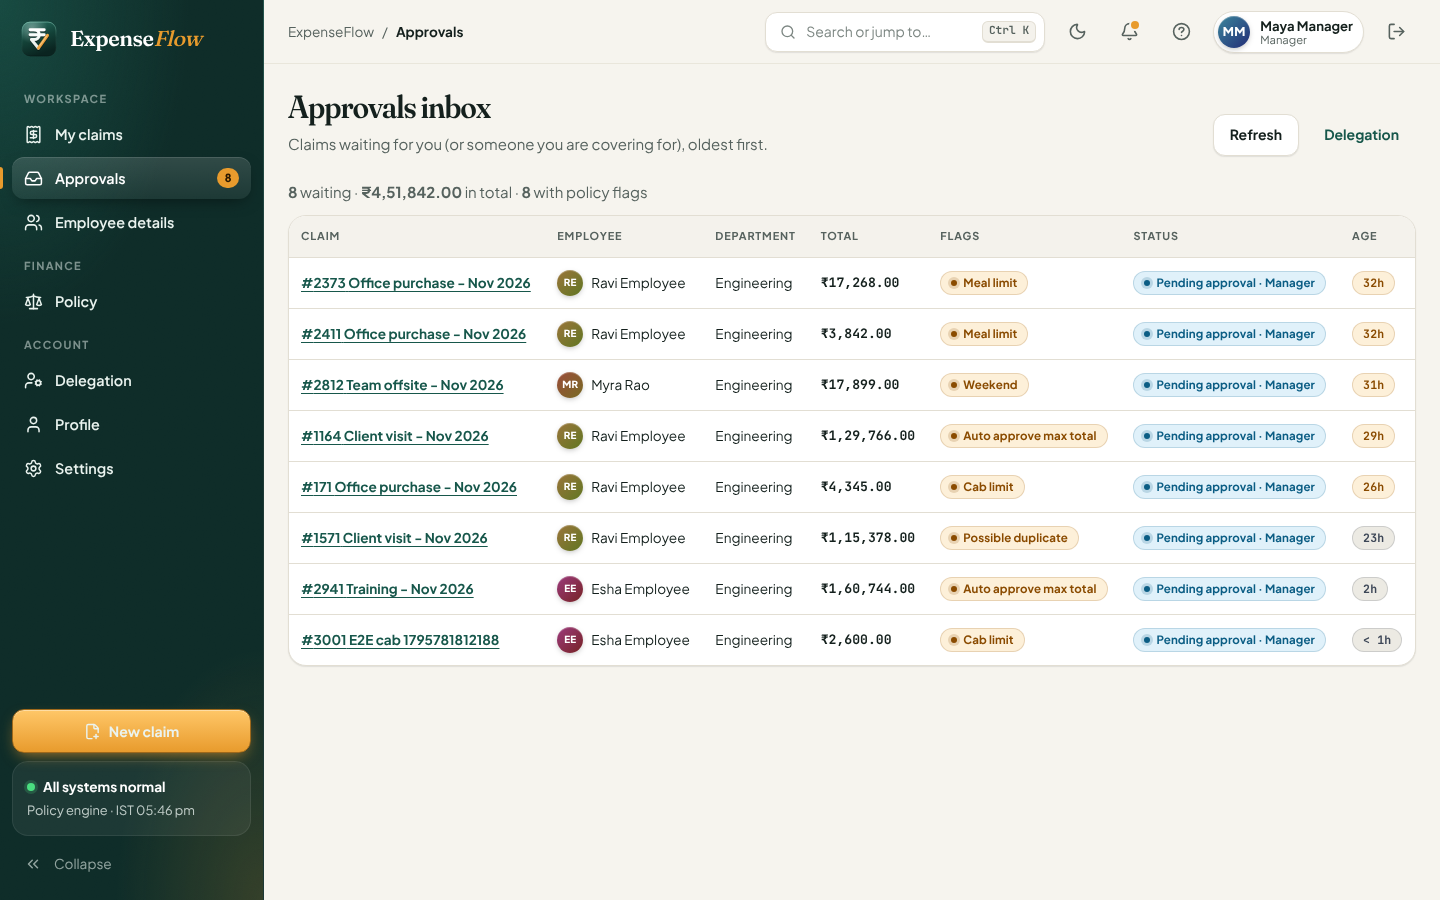 ExpenseFlow
WORKSPACE
My claims
Approvals 8
Employee details
FINANCE
Policy
ACCOUNT
Delegation
Profile
Settings
New claim
All systems normal
Policy engine · IST 05:46 pm
Collapse
ExpenseFlow / Approvals
Search or jump to... Ctrl K
MM Maya Manager
Manager
Approvals inbox
Claims waiting for you (or someone you are covering for), oldest first.
Refresh Delegation
8 waiting · ₹4,51,842.00 in total · 8 with policy flags
CLAIM EMPLOYEE DEPARTMENT TOTAL FLAGS STATUS AGE
#2373 Office purchase – Nov 2026 RE Ravi Employee Engineering ₹17,268.00 Meal limit Pending approval · Manager 32h
#2411 Office purchase – Nov 2026 RE Ravi Employee Engineering ₹3,842.00 Meal limit Pending approval · Manager 32h
#2812 Team offsite – Nov 2026 MR Myra Rao Engineering ₹17,899.00 Weekend Pending approval · Manager 31h
#1164 Client visit – Nov 2026 RE Ravi Employee Engineering ₹1,29,766.00 Auto approve max total Pending approval · Manager 29h
#171 Office purchase – Nov 2026 RE Ravi Employee Engineering ₹4,345.00 Cab limit Pending approval · Manager 26h
#1571 Client visit – Nov 2026 RE Ravi Employee Engineering ₹1,15,378.00 Possible duplicate Pending approval · Manager 23h
#2941 Training – Nov 2026 EE Esha Employee Engineering ₹1,60,744.00 Auto approve max total Pending approval · Manager 2h
#3001 E2E cab 1795781812188 EE Esha Employee Engineering ₹2,600.00 Cab limit Pending approval · Manager < 1h